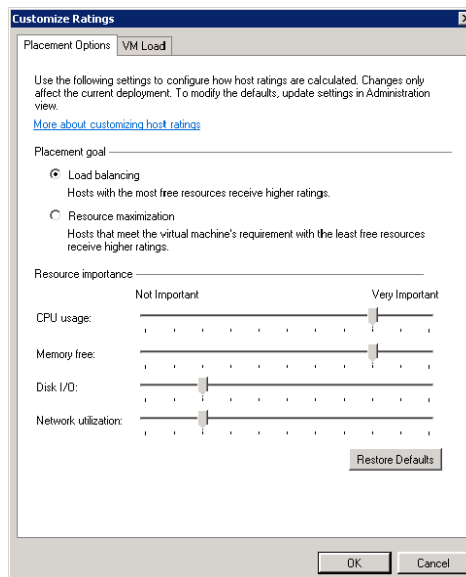 Customize Ratings
Placement Options VM Load
Use the following settings to configure how host ratings are calculated. Changes only
affect the current deployment. To modify the defaults, update settings in Administration
view.
More about customizing host ratings
Placement goal
Load balancing
Hosts with the most free resources receive higher ratings.
Resource maximization
Hosts that meet the virtual machine's requirement with the least free resources
receive higher ratings.
Resource importance
Not Important Very Important
CPU usage:
Memory free:
Disk I/O:
Network utilization:
Restore Defaults
OK Cancel